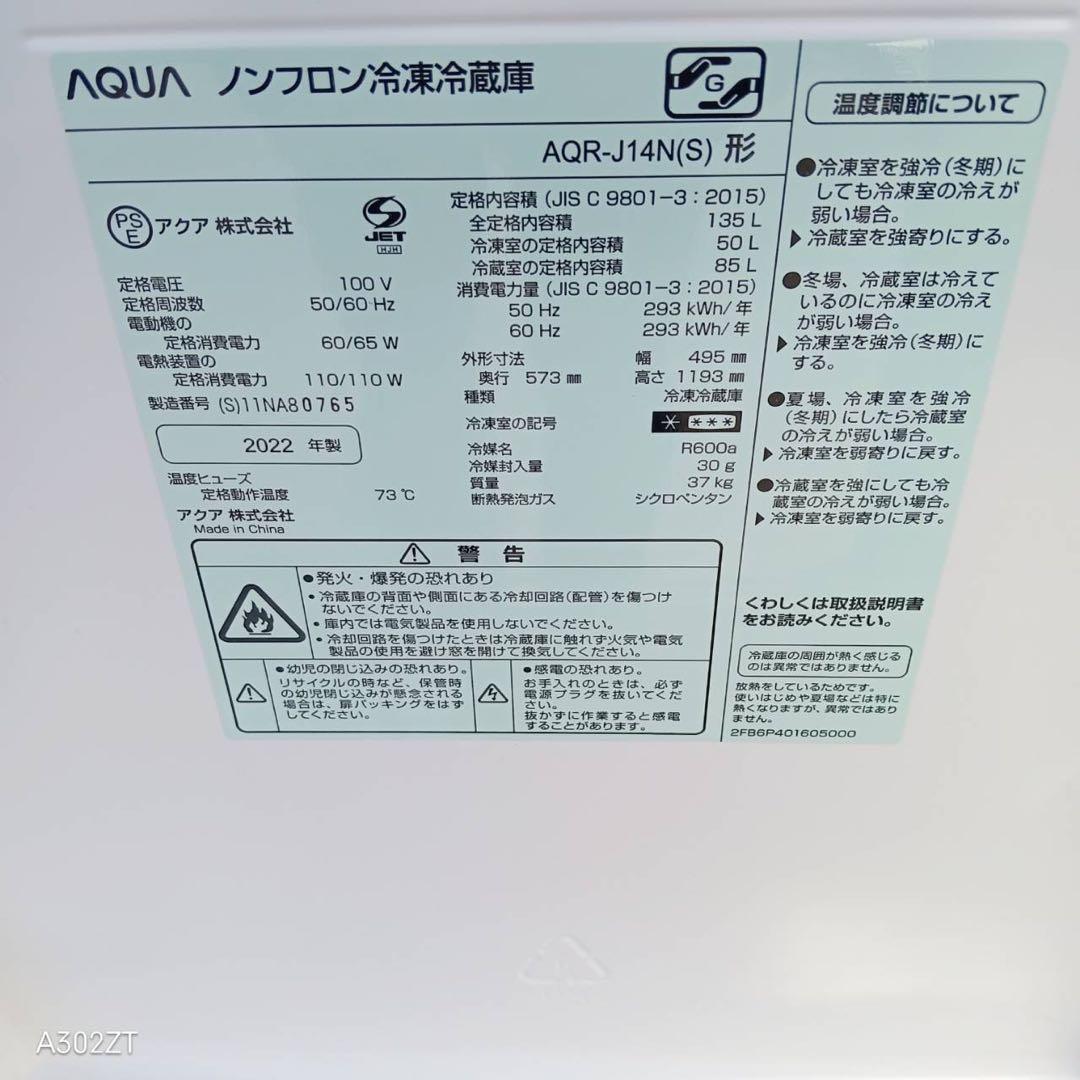 AQUA ノンフロン冷凍冷蔵庫
G
AQR-J14N(S) 形
PS
E
アクア 株式会社
JET
HJH
定格電圧 100 V
定格周波数 50/60 Hz
電動機の
定格消費電力 60/65 W
電熱装置の
定格消費電力 110/110 W
製造番号 (S)11NA80765
2022 年製
温度ヒューズ
定格動作温度 73℃
アクア 株式会社
Made in China
定格内容積 (JIS C 9801-3：2015)
全定格内容積 135 L
冷凍室の定格内容積 50 L
冷蔵室の定格内容積 85 L
消費電力量 (JIS C 9801-3：2015)
50 Hz 293 kWh/年
60 Hz 293 kWh/年
外形寸法 幅 495 mm
奥行 573 mm 高さ 1193 mm
種類 冷凍冷蔵庫
冷凍室の記号 * ***
冷媒名 R600a
冷媒封入量 30 g
質量 37 kg
断熱発泡ガス シクロペンタン
⚠ 警 告
●発火・爆発の恐れあり
・冷蔵庫の背面や側面にある冷却回路(配管)を傷つけ
ないでください。
・庫内では電気製品を使用しないでください。
・冷却回路を傷つけたときは冷蔵庫に触れず火気や電気
製品の使用を避け窓を開けて換気してください。
●幼児の閉じ込みの恐れあり。
リサイクルの時など、保管時
の幼児閉じ込みが懸念される
場合は、扉パッキングをはず
してください。
●感電の恐れあり。
お手入れのときは、必ず
電源プラグを抜いてくだ
さい。
抜かずに作業すると感電
することがあります。
温度調節について
●冷凍室を強冷(冬期)に
しても冷凍室の冷えが
弱い場合。
▶冷蔵室を強寄りにする。
●冬場、冷蔵室は冷えて
いるのに冷凍室の冷え
が弱い場合。
▶冷凍室を強冷(冬期)に
する。
●夏場、冷凍室を強冷
(冬期)にしたら冷蔵室
の冷えが弱い場合。
▶冷凍室を弱寄りに戻す。
●冷蔵室を強にしても冷
蔵室の冷えが弱い場合。
▶冷凍室を弱寄りに戻す。
くわしくは取扱説明書
をお読みください。
冷蔵庫の周囲が熱く感じる
のは異常ではありません。
放熱をしているためです。
使いはじめや夏場などは特に
熱くなりますが、異常ではあり
ません。
2FB6P401605000
A302ZT